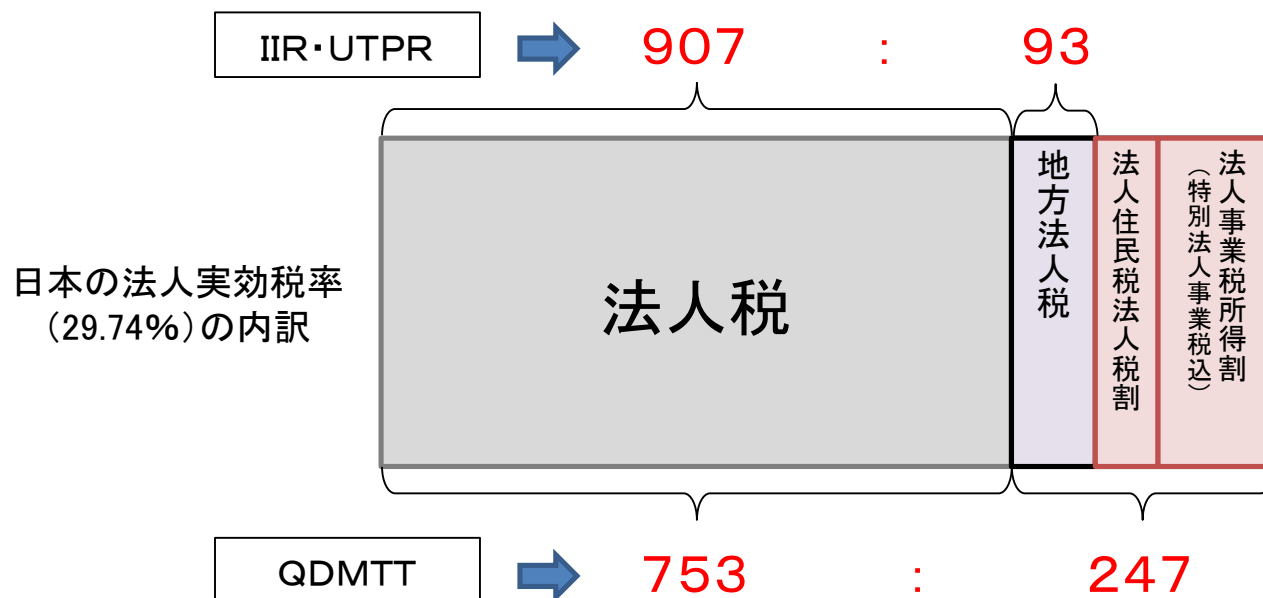 IIR・UTPR
907 : 93
日本の法人実効税率
(29.74%)の内訳
法人税
地方法人税
法人住民税法人税割
法人事業税所得割
(特別法人事業税込)
QDMTT
753 : 247